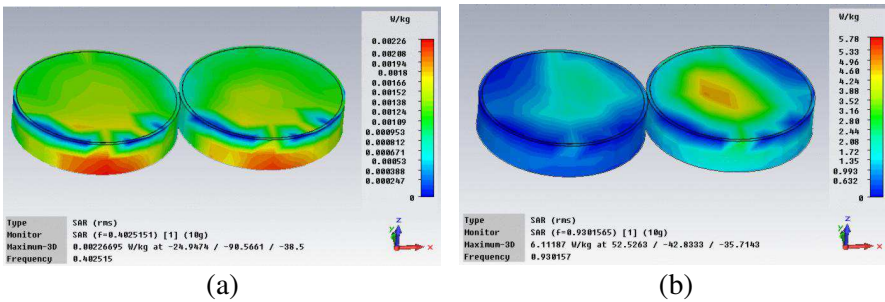 W/kg
0.00226
0.00208
0.00194
0.0018
0.00166
0.00152
0.00138
0.00124
0.00109
0.000953
0.000812
0.000671
0.00053
0.000388
0.000247
0
Type SAR (rms)
Monitor SAR (f=0.4025151) [1] (10g)
Maximum-3D 0.00226695 W/kg at -24.9474 / -90.5661 / -38.5
Frequency 0.402515
z
y
x
(a)
W/kg
5.78
5.33
4.96
4.6
4.24
3.88
3.52
3.16
2.80
2.44
2.08
1.72
1.35
0.993
0.632
0
Type SAR (rms)
Monitor SAR (f=0.9301565) [1] (10g)
Maximum-3D 6.11187 W/kg at 52.5263 / -42.8333 / -35.7143
Frequency 0.930157
z
y
x
(b)